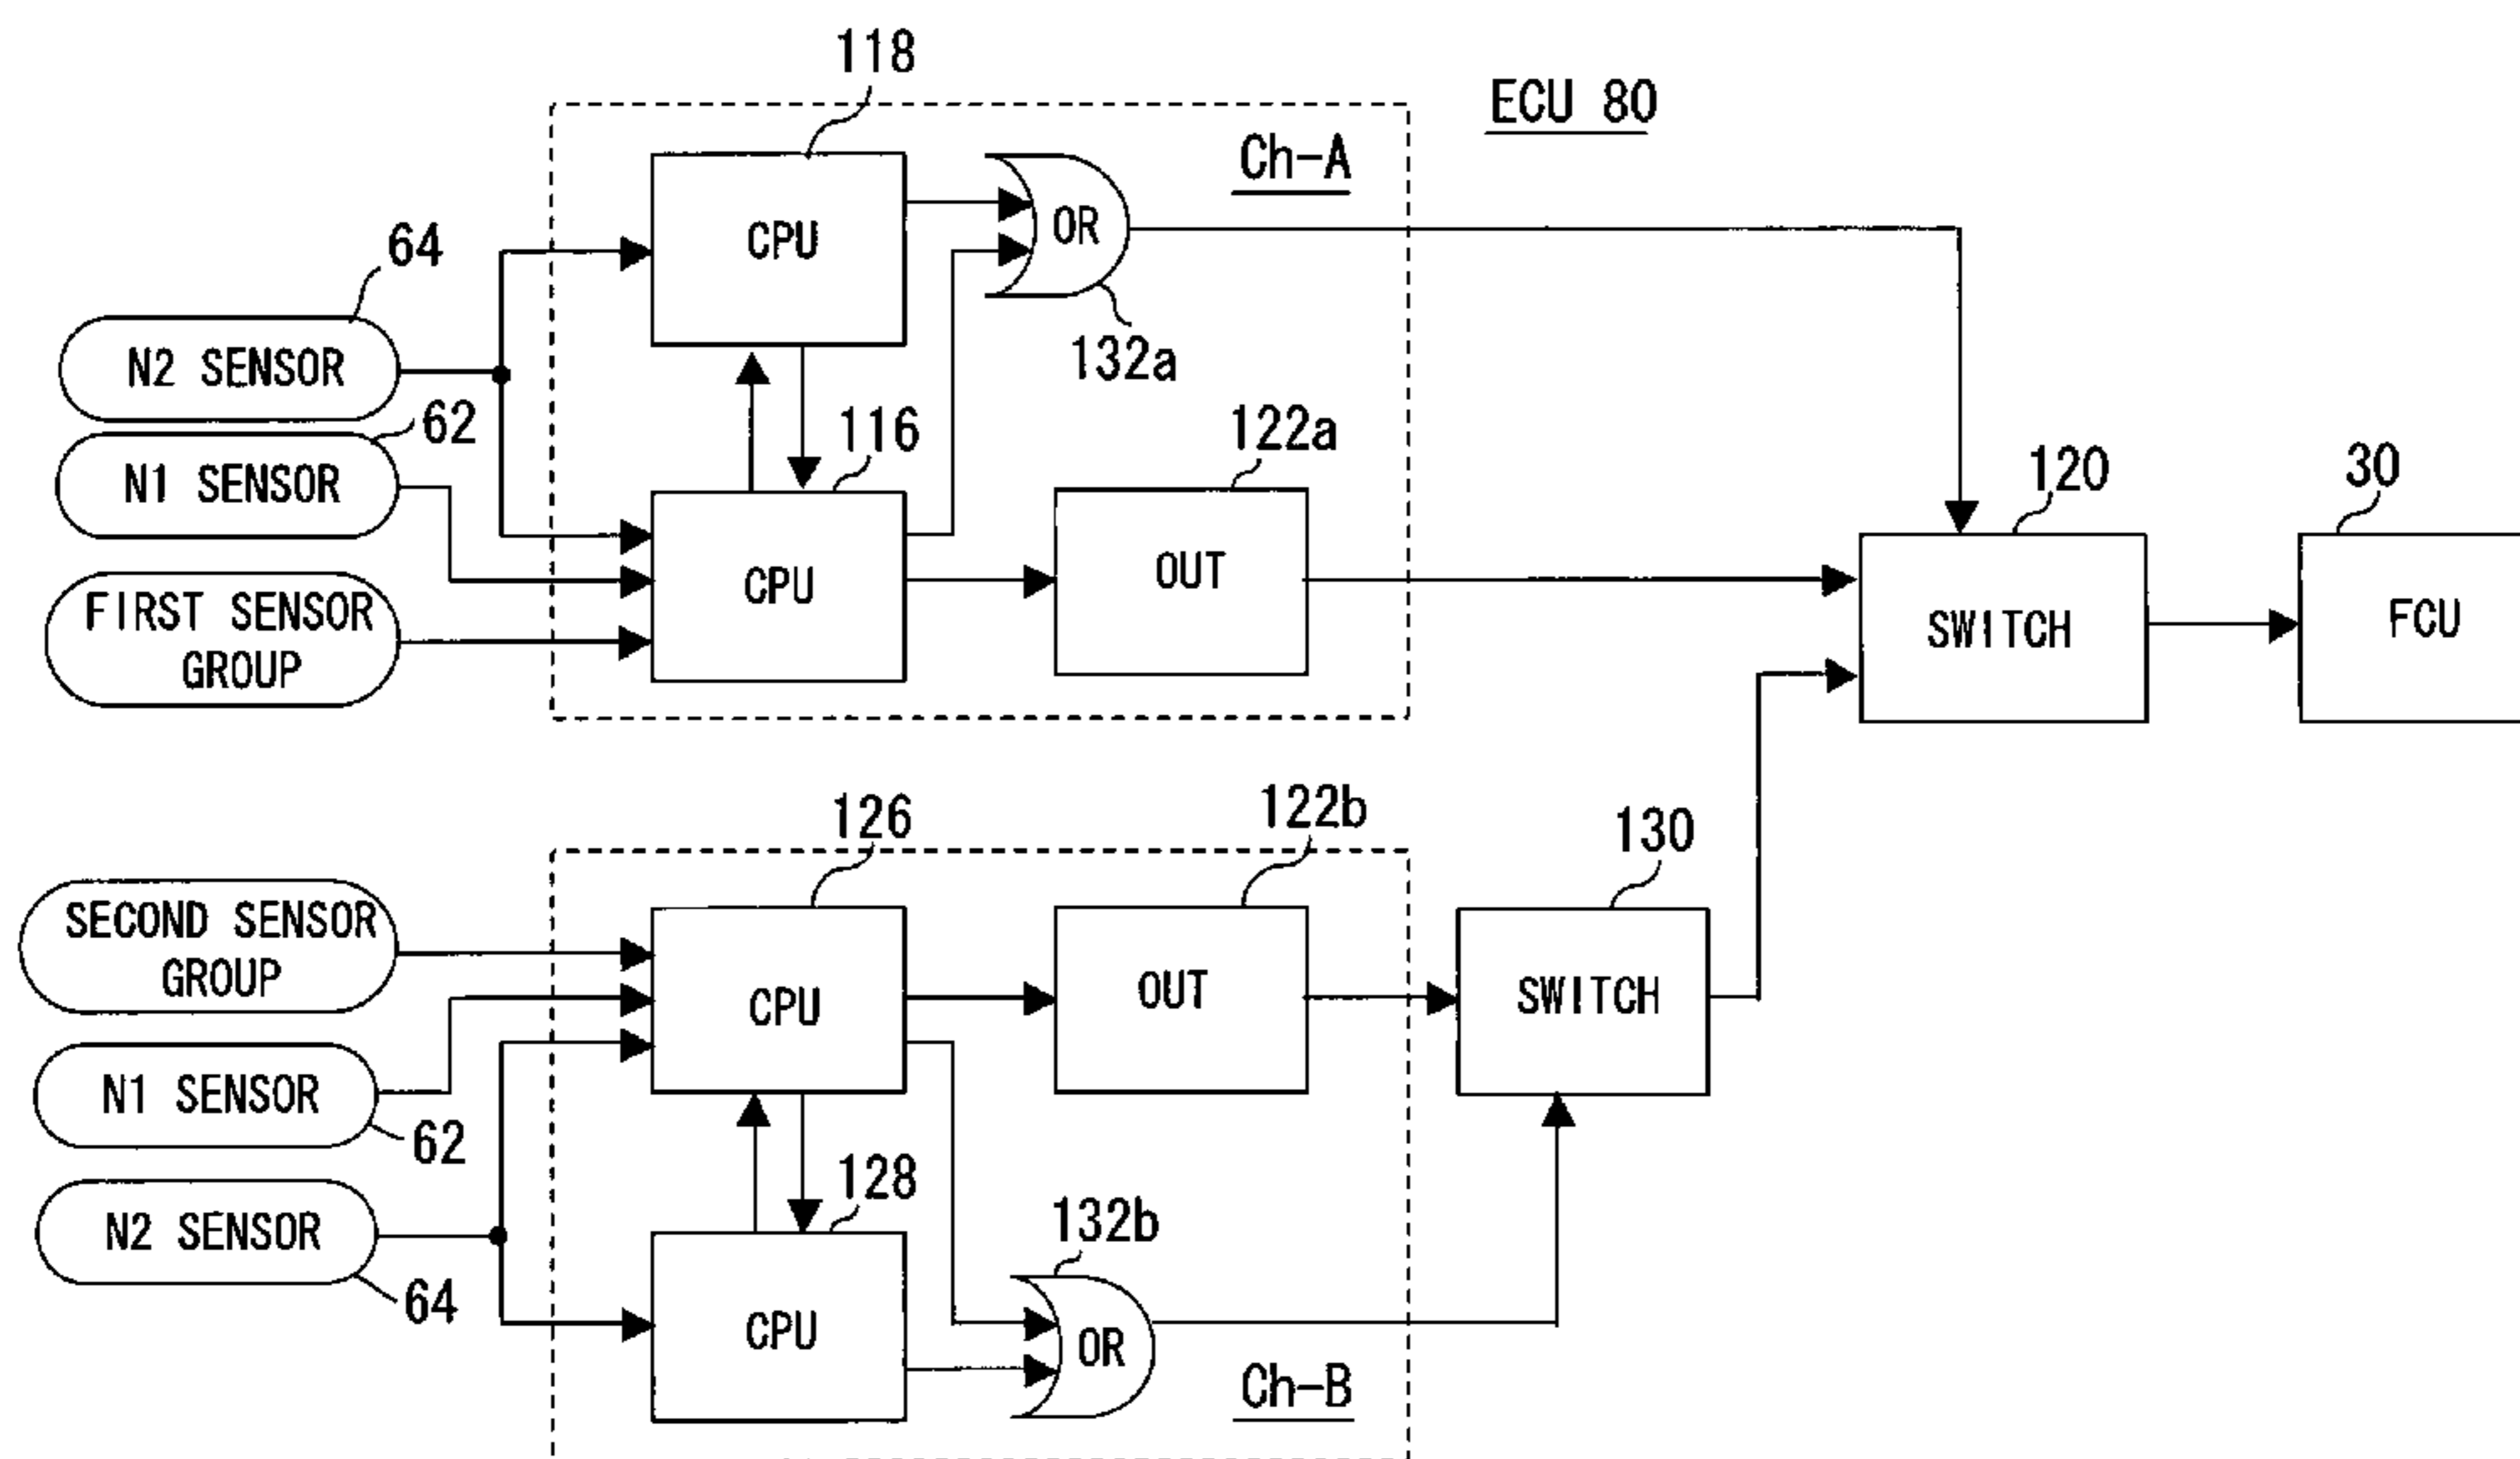 118
ECU 80
Ch-A
CPU
OR
64
132a
N2 SENSOR
62
116
122a
N1 SENSOR
120
30
CPU
OUT
FIRST SENSOR
GROUP
SWITCH
FCU
126
122b
130
SECOND SENSOR
GROUP
CPU
OUT
SWITCH
N1 SENSOR
62
128
132b
N2 SENSOR
64
CPU
OR
Ch-B